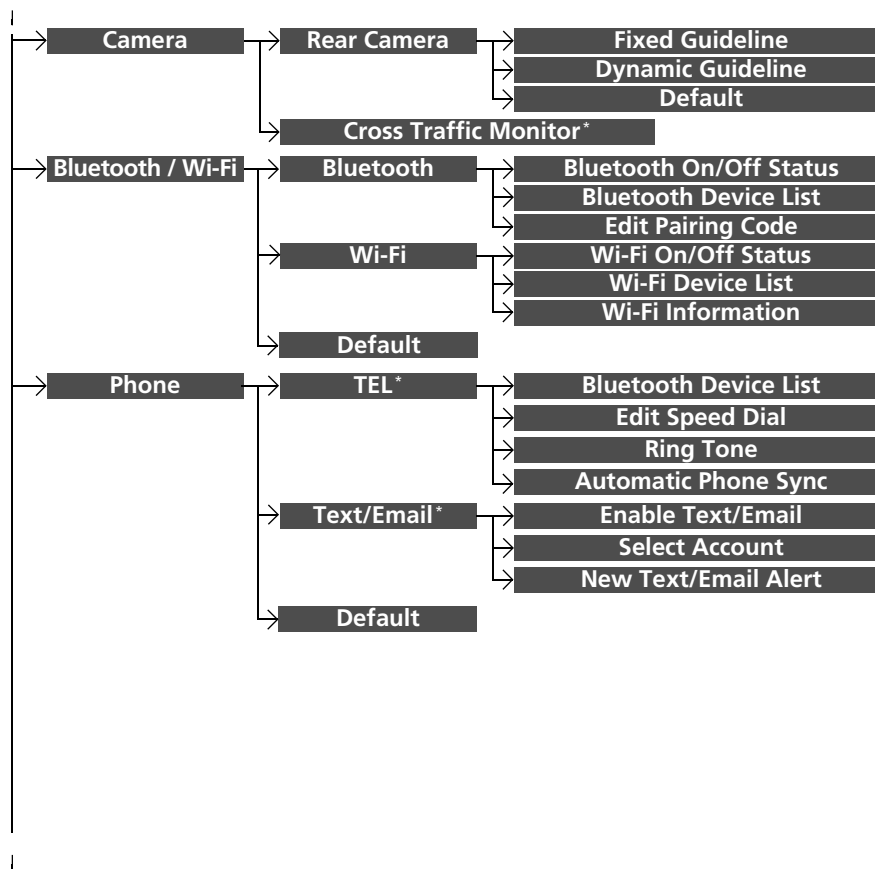 Camera Rear Camera Fixed Guideline
Dynamic Guideline
Default
Cross Traffic Monitor*
Bluetooth / Wi-Fi Bluetooth Bluetooth On/Off Status
Bluetooth Device List
Edit Pairing Code
Wi-Fi Wi-Fi On/Off Status
Wi-Fi Device List
Wi-Fi Information
Default
Phone TEL* Bluetooth Device List
Edit Speed Dial
Ring Tone
Automatic Phone Sync
Text/Email* Enable Text/Email
Select Account
New Text/Email Alert
Default